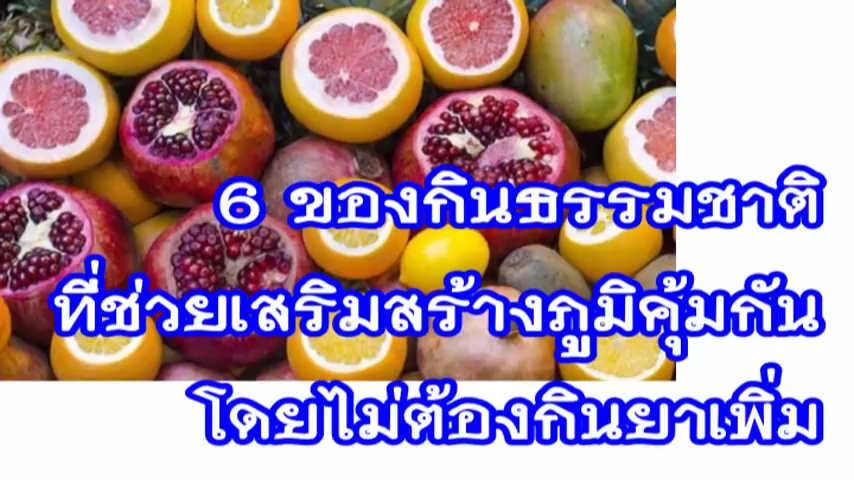 6 ของกินธรรมชาติ
ที่ช่วยเสริมสร้างภูมิคุ้มกัน
โดยไม่ต้องกินยาเพิ่ม